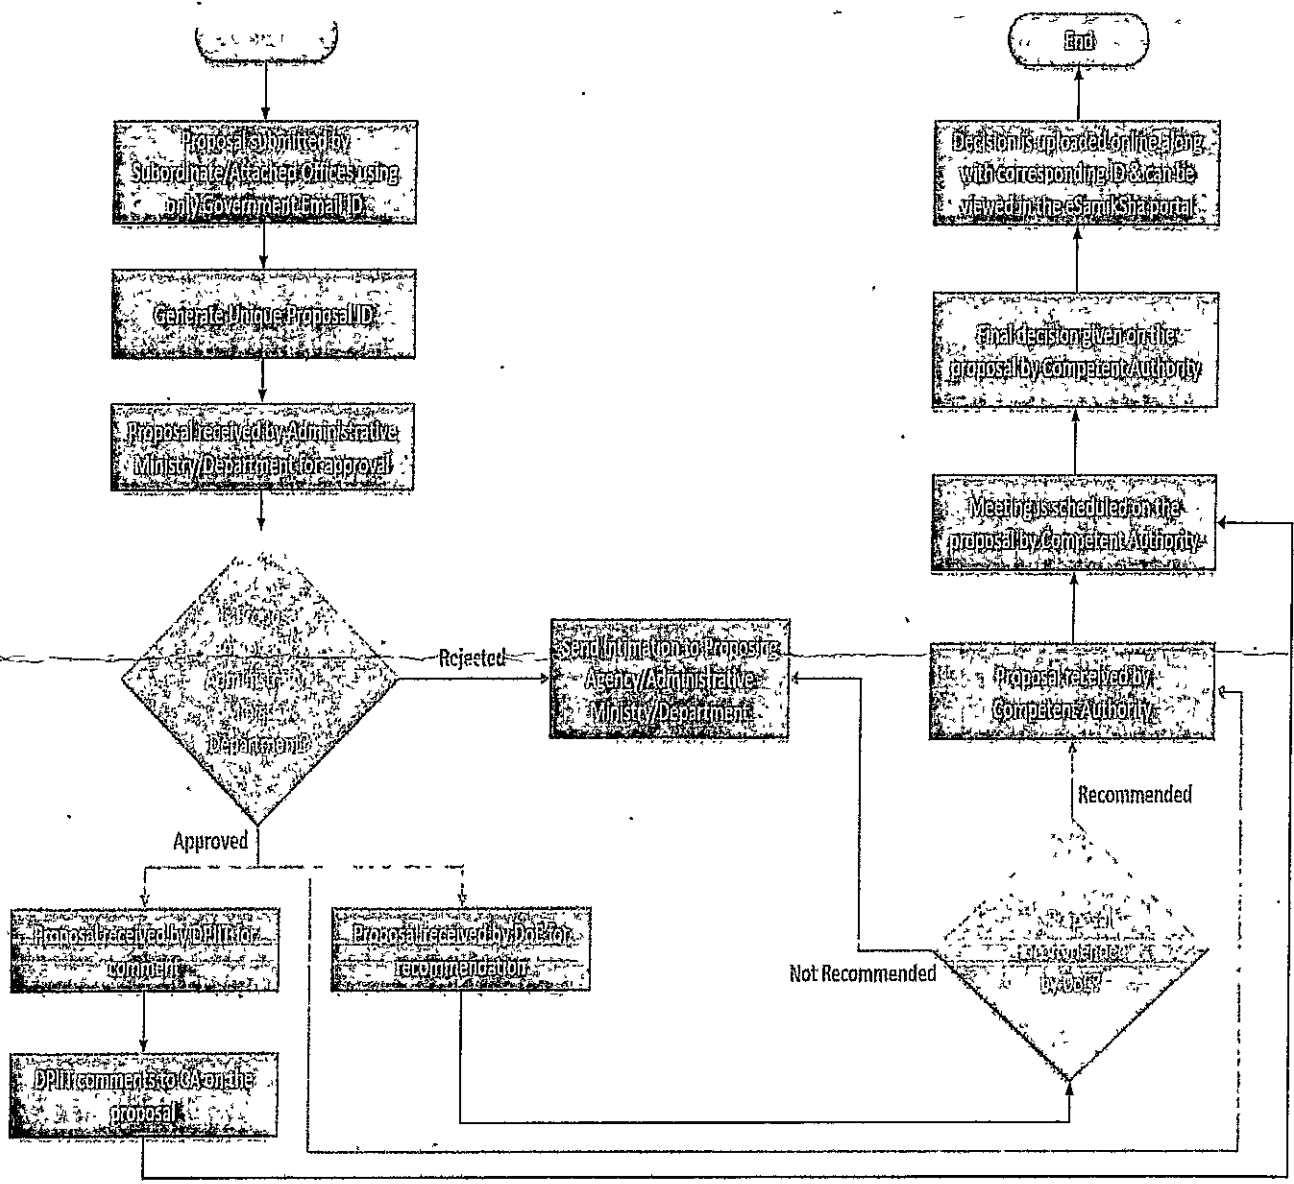 Proposal submitted by
Subordinate/Attached Offices using
only Government Email ID
Generate Unique Proposal ID
Proposal received by Administrative
Ministry/Department for approval
Department?
Rejected
Approved
Send Intimation to Proposing
Agency/Administrative
Ministry/Department
Proposal received by DPIIT for
comment
DPIIT comments to CA on the
proposal
Proposal received by DoE for
recommendation
Not Recommended
by DoE?
Recommended
Proposal received by
Competent Authority
Meeting is scheduled on the
proposal by Competent Authority
Final decision given on the
proposal by Competent Authority
Decision is uploaded online along
with corresponding ID & can be
viewed in the eSamikSha portal
End